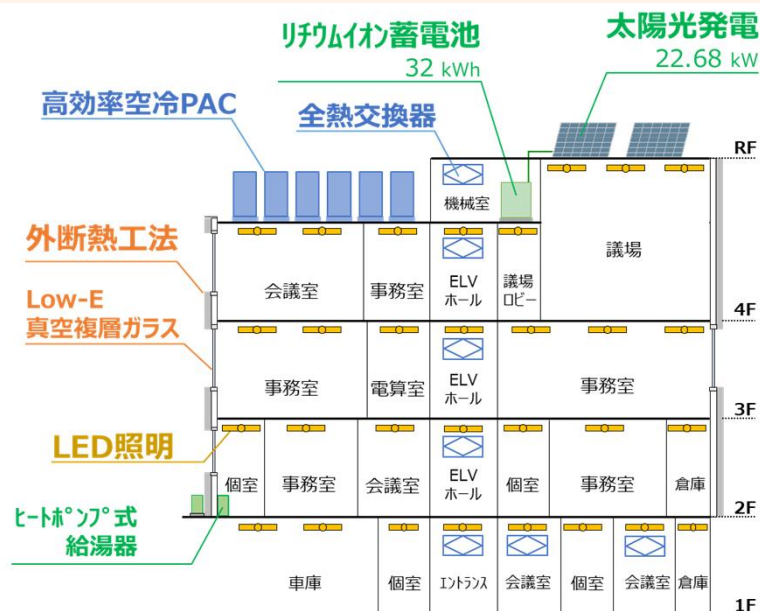 リチウムイオン蓄電池
32 kWh
太陽光発電
22.68 kW
高効率空冷PAC
全熱交換器
RF
機械室
外断熱工法
Low-E
真空複層ガラス
会議室
事務室
ELV
ホール
議場
ロビー
議場
4F
事務室
電算室
ELV
ホール
事務室
3F
LED照明
個室
事務室
会議室
ELV
ホール
個室
事務室
倉庫
2F
ヒートポンプ式
給湯器
車庫
個室
エントランス
会議室
個室
会議室
倉庫
1F